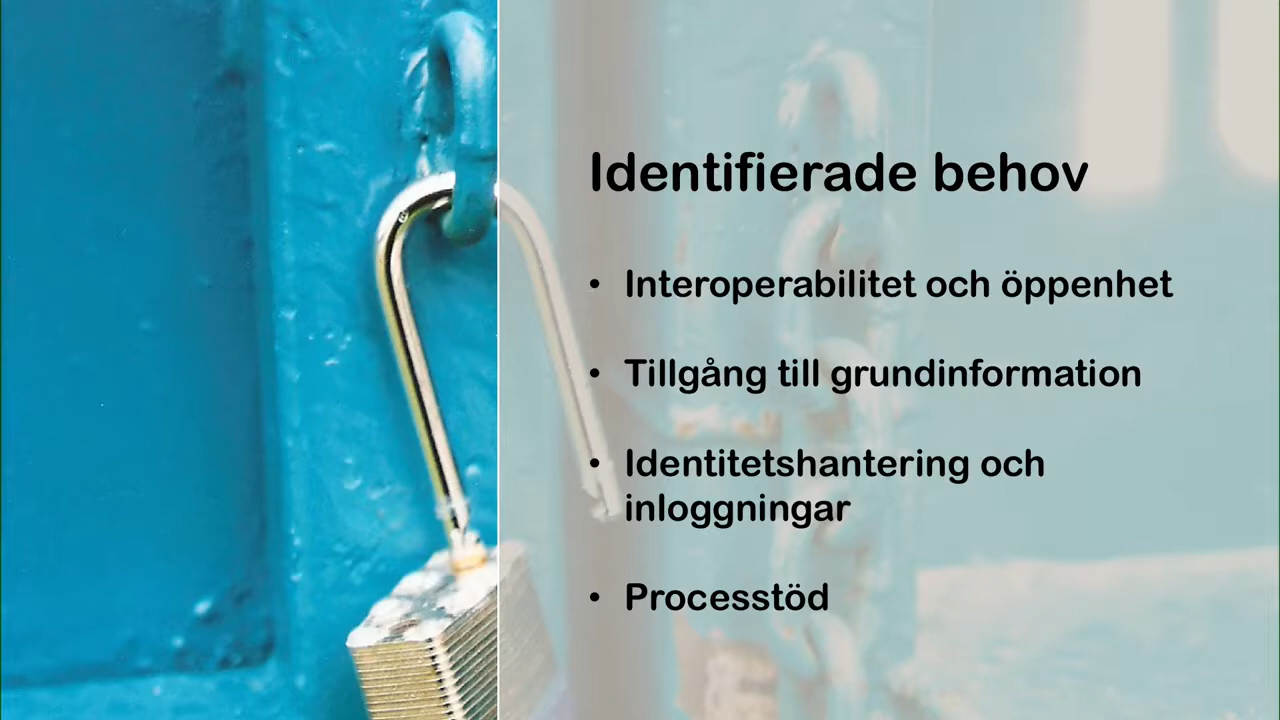 Identifierade behov
• Interoperabilitet och öppenhet
• Tillgång till grundinformation
• Identitetshantering och
inloggningar
• Processtöd